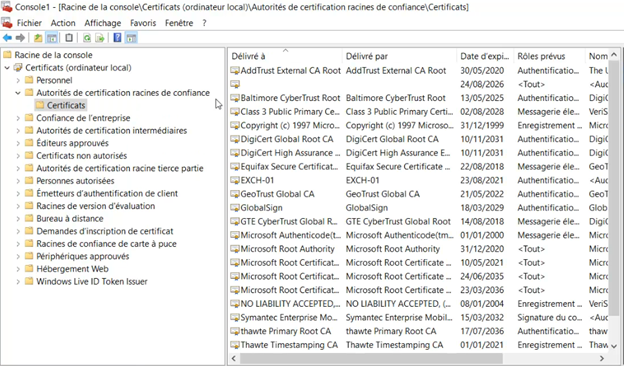 Console1 - [Racine de la console\Certificats (ordinateur local)\Autorités de certification racines de confiance\Certificats]
Fichier Action Affichage Favoris Fenêtre ?
Racine de la console
Certificats (ordinateur local)
Personnel
Autorités de certification racines de confiance
Certificats
Confiance de l'entreprise
Autorités de certification intermédiaires
Éditeurs approuvés
Certificats non autorisés
Autorités de certification racine tierce partie
Personnes autorisées
Émetteurs d'authentification de client
Racines de version d'évaluation
Bureau à distance
Demandes d'inscription de certificat
Racines de confiance de carte à puce
Périphériques approuvés
Hébergement Web
Windows Live ID Token Issuer
Délivré à Délivré par Date d'expi... Rôles prévus Nom
AddTrust External CA Root AddTrust External CA Root 30/05/2020 Authentificatio... The U
24/08/2026 <Tout> <Auc
Baltimore CyberTrust Root Baltimore CyberTrust Root 13/05/2025 Authentificatio... DigiC
Class 3 Public Primary Cer... Class 3 Public Primary Certificat... 02/08/2028 Messagerie éle... VeriS
Copyright (c) 1997 Microso... Copyright (c) 1997 Microsoft C... 31/12/1999 Enregistrement ... Micro
DigiCert Global Root CA DigiCert Global Root CA 10/11/2031 Authentificatio... DigiC
DigiCert High Assurance ... DigiCert High Assurance E... 10/11/2031 Authentificatio... DigiC
Equifax Secure Certificat... Equifax Secure Certificate... 22/08/2018 Messagerie éle... GeoT
EXCH-01 EXCH-01 23/08/2021 <Tout> <Auc
GeoTrust Global CA GeoTrust Global CA 21/05/2022 Authentificatio... GeoT
GlobalSign GlobalSign 18/03/2029 Authentificatio...
GTE CyberTrust Global R... GTE CyberTrust Global Root 14/08/2018 Messagerie éle... DigiC
Microsoft Authenticode(t... Microsoft Authenticode(tm... 01/01/2000 Messagerie éle... Micro
Microsoft Root Authority Microsoft Root Authority 31/12/2020 <Tout> Micro
Microsoft Root Certificat... Microsoft Root Certificate... 10/05/2021 <Tout> Micro
Microsoft Root Certificat... Microsoft Root Certificate... 24/06/2035 <Tout> Micro
Microsoft Root Certificat... Microsoft Root Certificate... 23/03/2036 <Tout> Micro
NO LIABILITY ACCEPTED,... NO LIABILITY ACCEPTED, (... 08/01/2004 Enregistrement ... VeriS
Symantec Enterprise Mob... Symantec Enterprise Mobi... 15/03/2032 Signature du co... <Auc
thawte Primary Root CA thawte Primary Root CA 17/07/2036 Authentificatio... thaw
Thawte Timestamping CA Thawte Timestamping CA 01/01/2021 Enregistrement ... Thaw